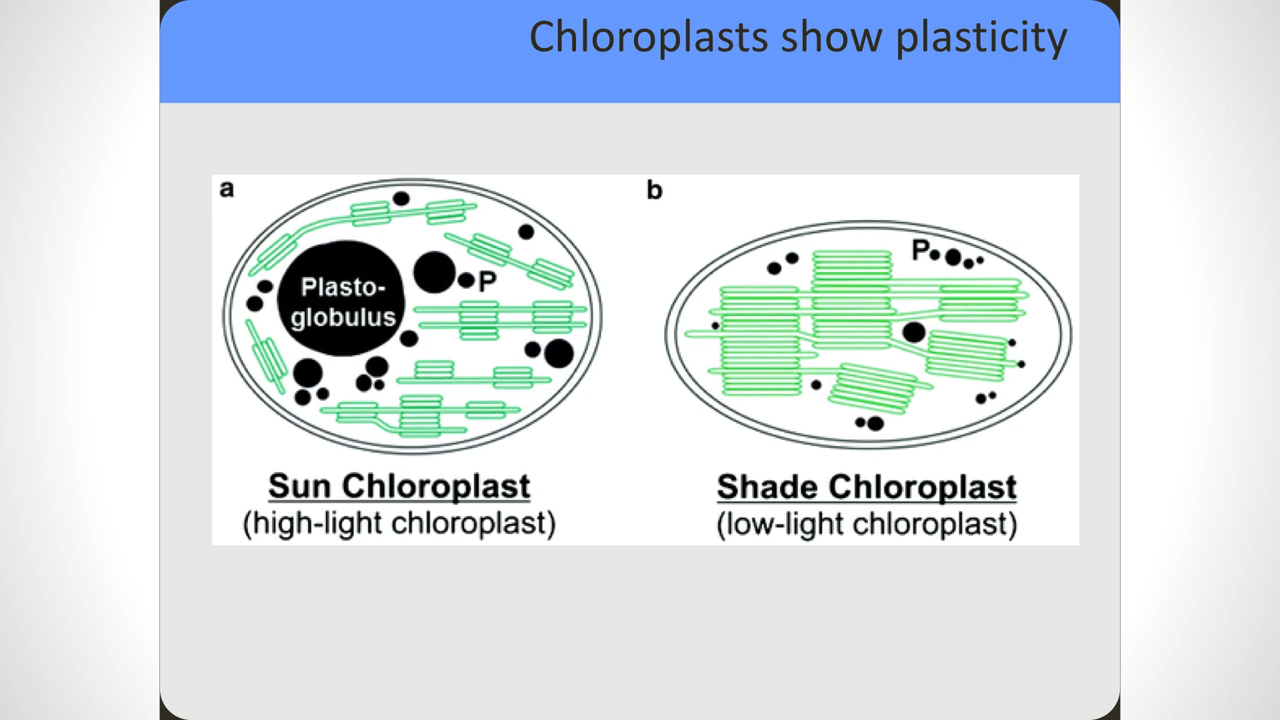 Chloroplasts show plasticity
a
b
Plasto-
globulus
P
P
Sun Chloroplast
(high-light chloroplast)
Shade Chloroplast
(low-light chloroplast)